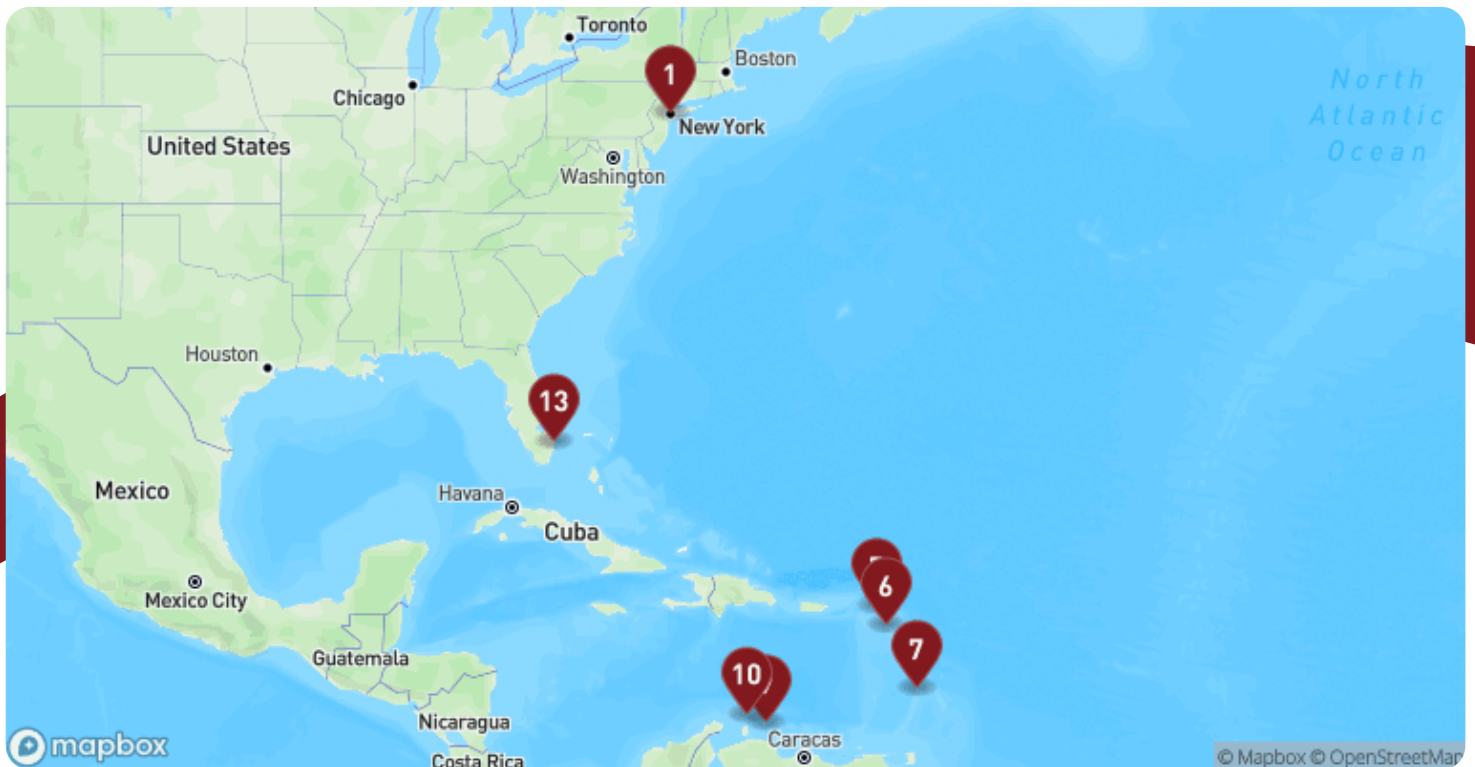 Toronto
1
Boston
Chicago
New York
United States
Washington
North
Atlantic
Ocean
Houston
13
Mexico
Havana
Cuba
6
Mexico City
7
Guatemala
10
Nicaragua
Caracas
Costa Rica
mapbox
© Mapbox © OpenStreetMap